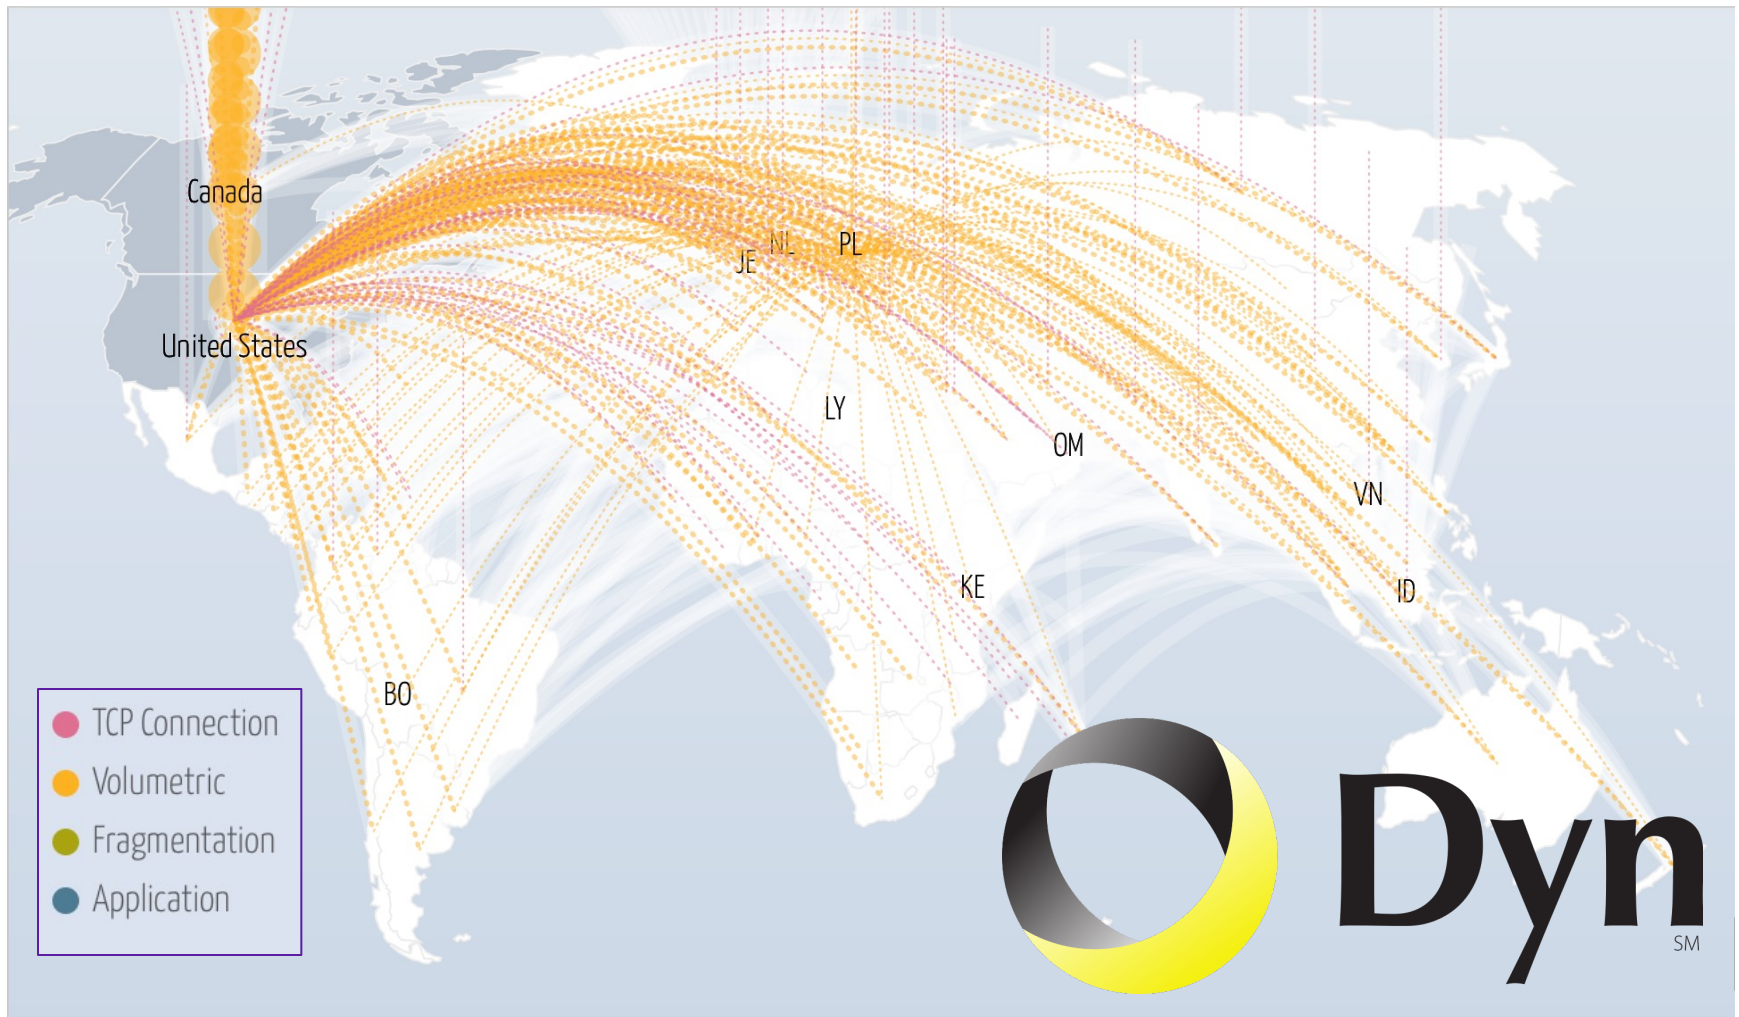 Canada
NL
PL
JE
United States
LY
OM
VN
KE
ID
BO
TCP Connection
Volumetric
Fragmentation
Application
Dyn
SM